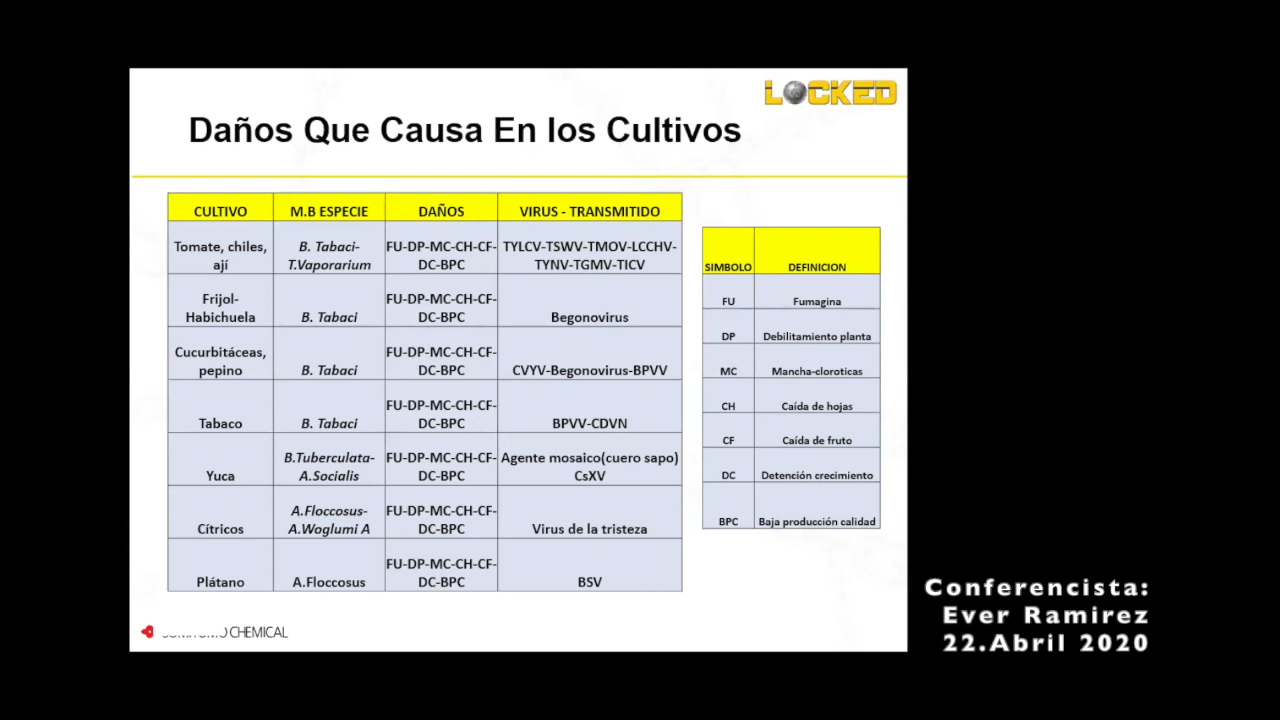 LOCKED
Daños Que Causa En los Cultivos
CULTIVO M.B ESPECIE DAÑOS VIRUS - TRANSMITIDO
Tomate, chiles, ají B. Tabaci- T.Vaporarium FU-DP-MC-CH-CF- DC-BPC TYLCV-TSWV-TMOV-LCCHV- TYNV-TGMV-TICV
Frijol- Habichuela B. Tabaci FU-DP-MC-CH-CF- DC-BPC Begonovirus
Cucurbitáceas, pepino B. Tabaci FU-DP-MC-CH-CF- DC-BPC CVYV-Begonovirus-BPVV
Tabaco B. Tabaci FU-DP-MC-CH-CF- DC-BPC BPVV-CDVN
Yuca B.Tuberculata- A.Socialis FU-DP-MC-CH-CF- DC-BPC Agente mosaico(cuero sapo) CsXV
Cítricos A.Floccosus- A.Woglumi A FU-DP-MC-CH-CF- DC-BPC Virus de la tristeza
Plátano A.Floccosus FU-DP-MC-CH-CF- DC-BPC BSV
SIMBOLO DEFINICION
FU Fumagina
DP Debilitamiento planta
MC Mancha-cloroticas
CH Caída de hojas
CF Caída de fruto
DC Detención crecimiento
BPC Baja producción calidad
CHEMICAL
Conferencista:
Ever Ramirez
22.Abril 2020